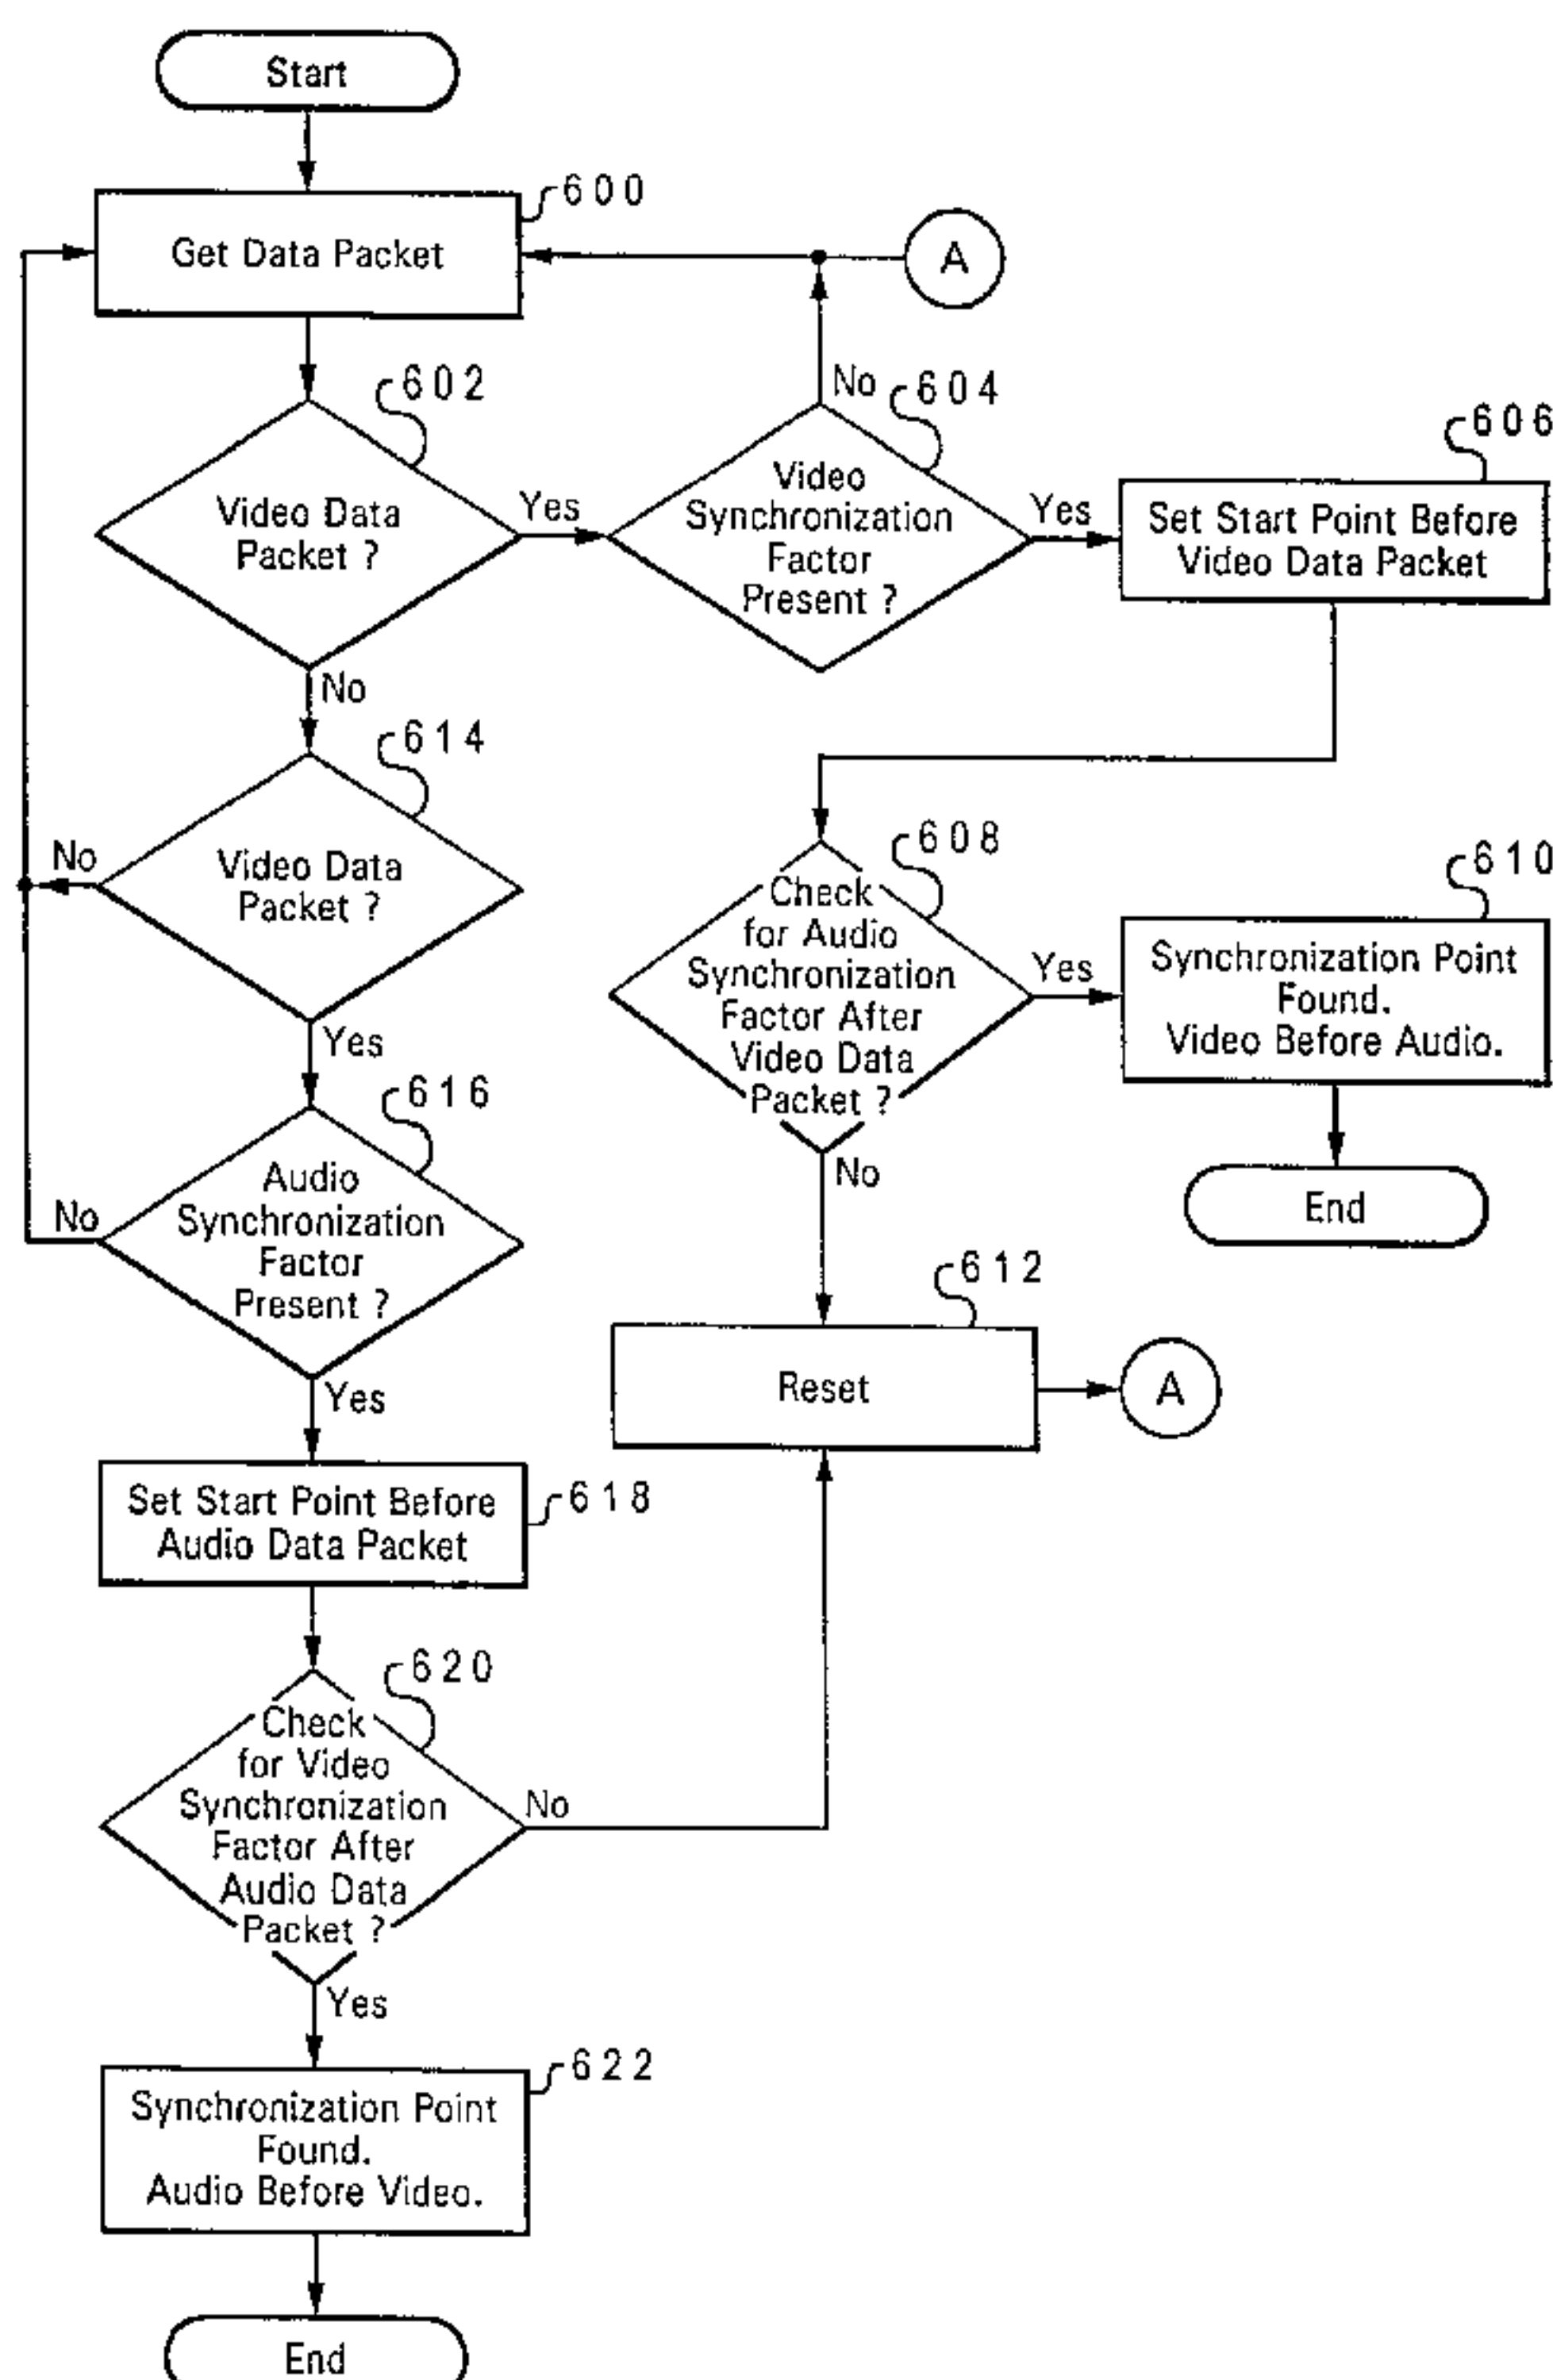 Start
600
Get Data Packet
A
602
Video Data
Packet ?
Yes
No
604
Video
Synchronization
Factor
Present ?
No
Yes
606
Set Start Point Before
Video Data Packet
614
Video Data
Packet ?
No
Yes
608
Check
for Audio
Synchronization
Factor After
Video Data
Packet ?
Yes
No
610
Synchronization Point
Found.
Video Before Audio.
End
616
Audio
Synchronization
Factor
Present ?
No
Yes
612
Reset
A
618
Set Start Point Before
Audio Data Packet
620
Check
for Video
Synchronization
Factor After
Audio Data
Packet ?
No
Yes
622
Synchronization Point
Found.
Audio Before Video.
End